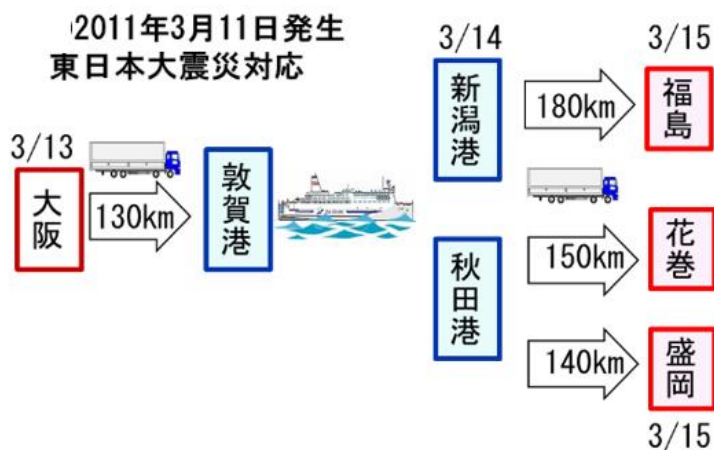 2011年3月11日発生
東日本大震災対応
3/13
大阪
130km
敦賀港
3/14
新潟港
180km
3/15
福島
秋田港
150km
花巻
140km
盛岡
3/15